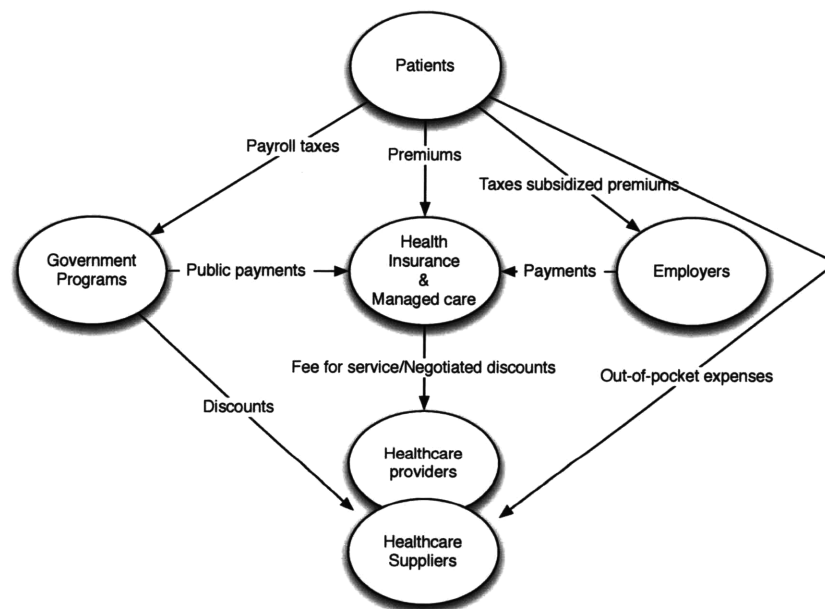 Patients
Payroll taxes
Premiums
Taxes subsidized premiums
Government
Programs
Public payments
Health
Insurance
&
Managed care
Payments
Employers
Fee for service/Negotiated discounts
Out-of-pocket expenses
Discounts
Healthcare
providers
Healthcare
Suppliers